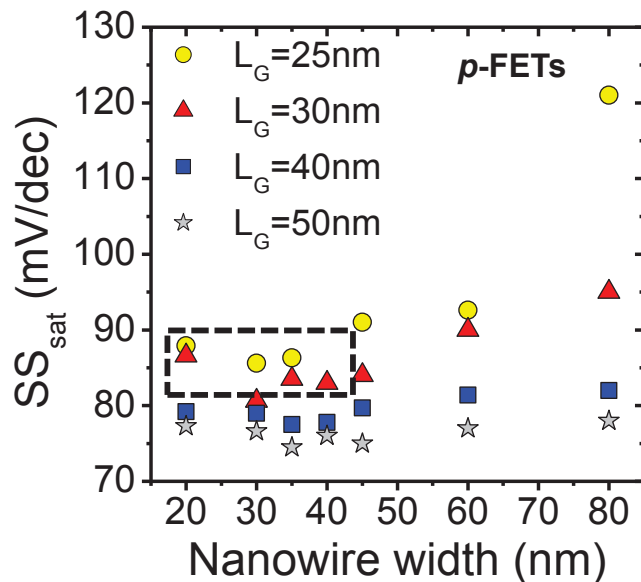 130
120
110
100
90
80
70
SS_sat (mV/dec)
L_G=25nm
L_G=30nm
L_G=40nm
L_G=50nm
p-FETs
20 30 40 50 60 70 80
Nanowire width (nm)